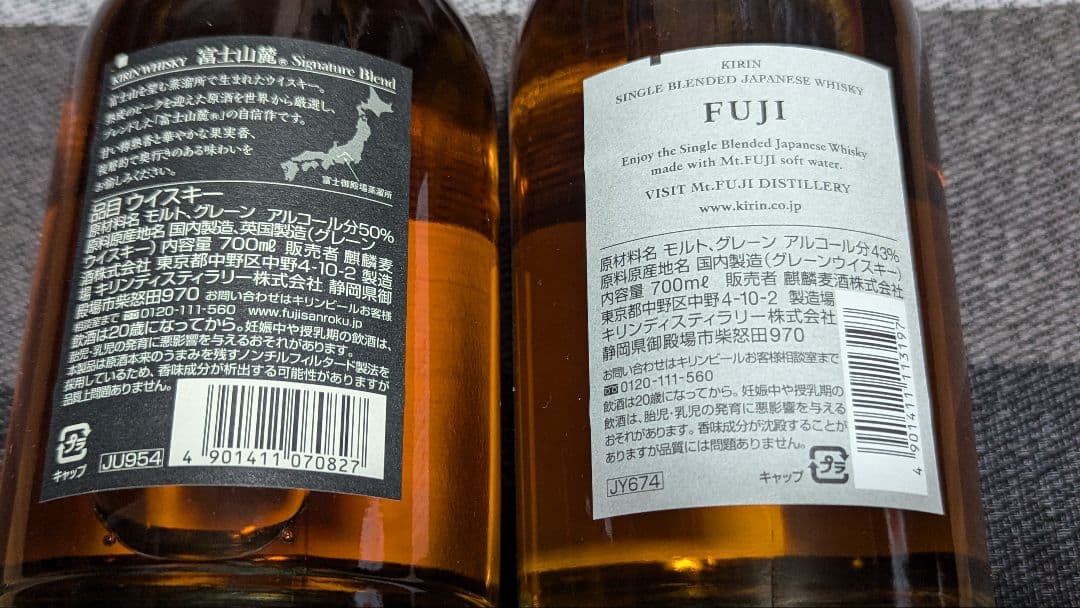 KIRIN WHISKY 富士山麓® Signature Blend
富士山を望む蒸溜所で生まれたウイスキー。
熟成のピークを迎えた原酒を世界から厳選し、
ブレンドした「富士山麓®」の自信作です。
甘い樽熟香と華やかな果実香、
複層的で奥行きのある味わいを
お愉しみください。
富士御殿場蒸溜所
品目 ウイスキー
原材料名 モルト、グレーン アルコール分50%
原料原産地名 国内製造、英国製造(グレーン
ウイスキー) 内容量 700mℓ 販売者 麒麟麦
酒株式会社 東京都中野区中野4-10-2 製造
場 キリンディスティラリー株式会社 静岡県御
殿場市柴怒田970 お問い合わせはキリンビールお客様
相談室まで 0120-111-560 www.fujisanroku.jp
飲酒は20歳になってから。妊娠中や授乳期の飲酒は、
胎児・乳児の発育に悪影響を与えるおそれがあります。
本製品は原酒本来のうまみを残すノンチルフィルタード製法を
採用しているため、香味成分が析出する可能性がありますが
品質上問題ありません。
プラ
キャップ
JU954
4 901411 070827
KIRIN
SINGLE BLENDED JAPANESE WHISKY
FUJI
Enjoy the Single Blended Japanese Whisky
made with Mt.FUJI soft water.
VISIT Mt.FUJI DISTILLERY
www.kirin.co.jp
原材料名 モルト、グレーン アルコール分43%
原料原産地名 国内製造(グレーンウイスキー)
内容量 700mℓ 販売者 麒麟麦酒株式会社
東京都中野区中野4-10-2 製造場
キリンディスティラリー株式会社
静岡県御殿場市柴怒田970
お問い合わせはキリンビールお客様相談室まで
0120-111-560
飲酒は20歳になってから。妊娠中や授乳期の
飲酒は、胎児・乳児の発育に悪影響を与える
おそれがあります。香味成分が沈殿することが
ありますが品質には問題ありません。
JY674
キャップ
プラ
4 901411 113197